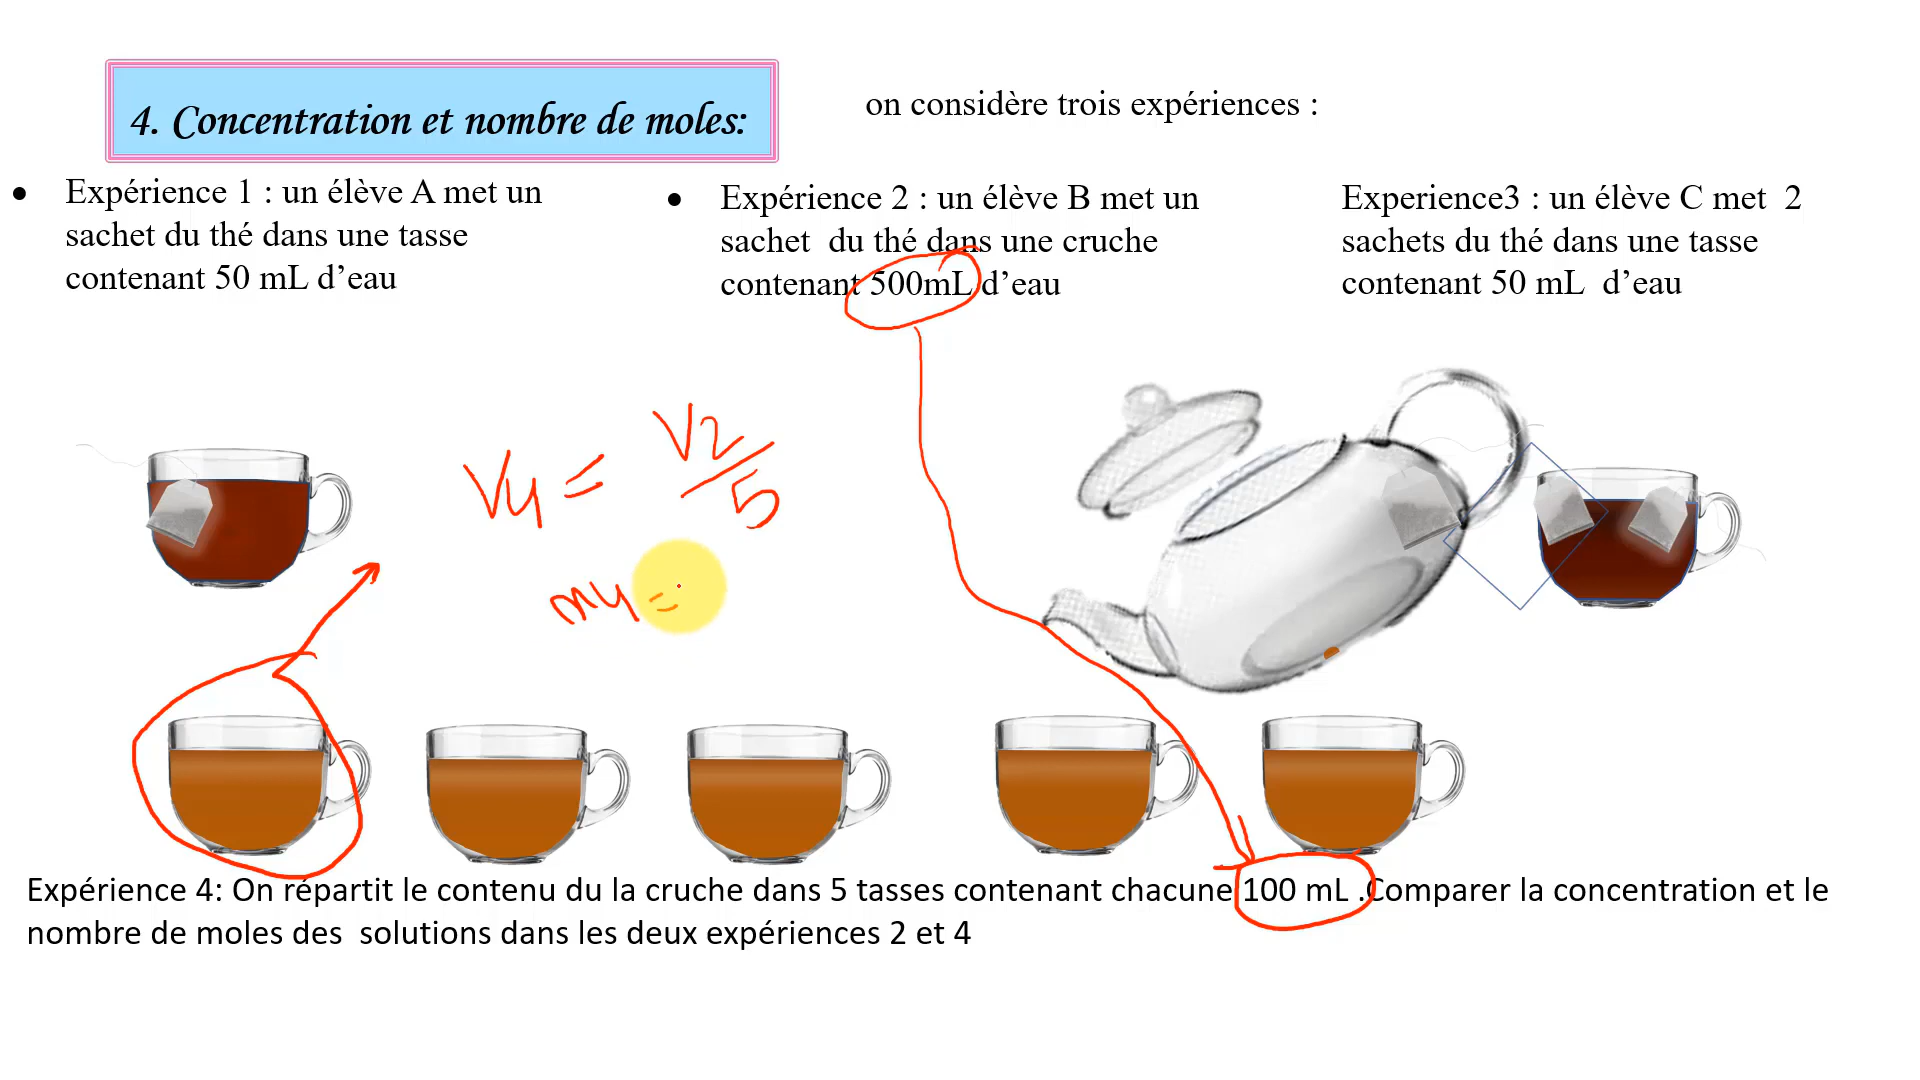 4. Concentration et nombre de moles:
on considère trois expériences :
• Expérience 1 : un élève A met un
sachet du thé dans une tasse
contenant 50 mL d’eau
• Expérience 2 : un élève B met un
sachet du thé dans une cruche
contenant 500mL d’eau
Experience3 : un élève C met 2
sachets du thé dans une tasse
contenant 50 mL d’eau
V4 = V2/5
n4 =
Expérience 4: On répartit le contenu du la cruche dans 5 tasses contenant chacune 100 mL .Comparer la concentration et le
nombre de moles des solutions dans les deux expériences 2 et 4